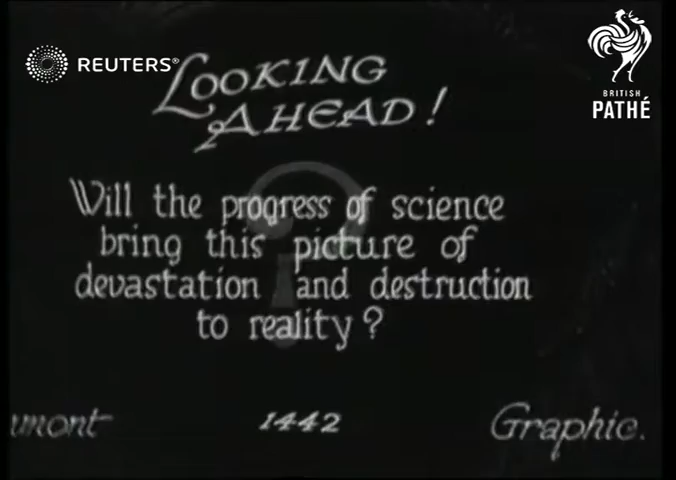 REUTERS®
BRITISH
PATHÉ
LOOKING
AHEAD!
Will the progress of science
bring this picture of
devastation and destruction
to reality?
umont 1442 Graphic.